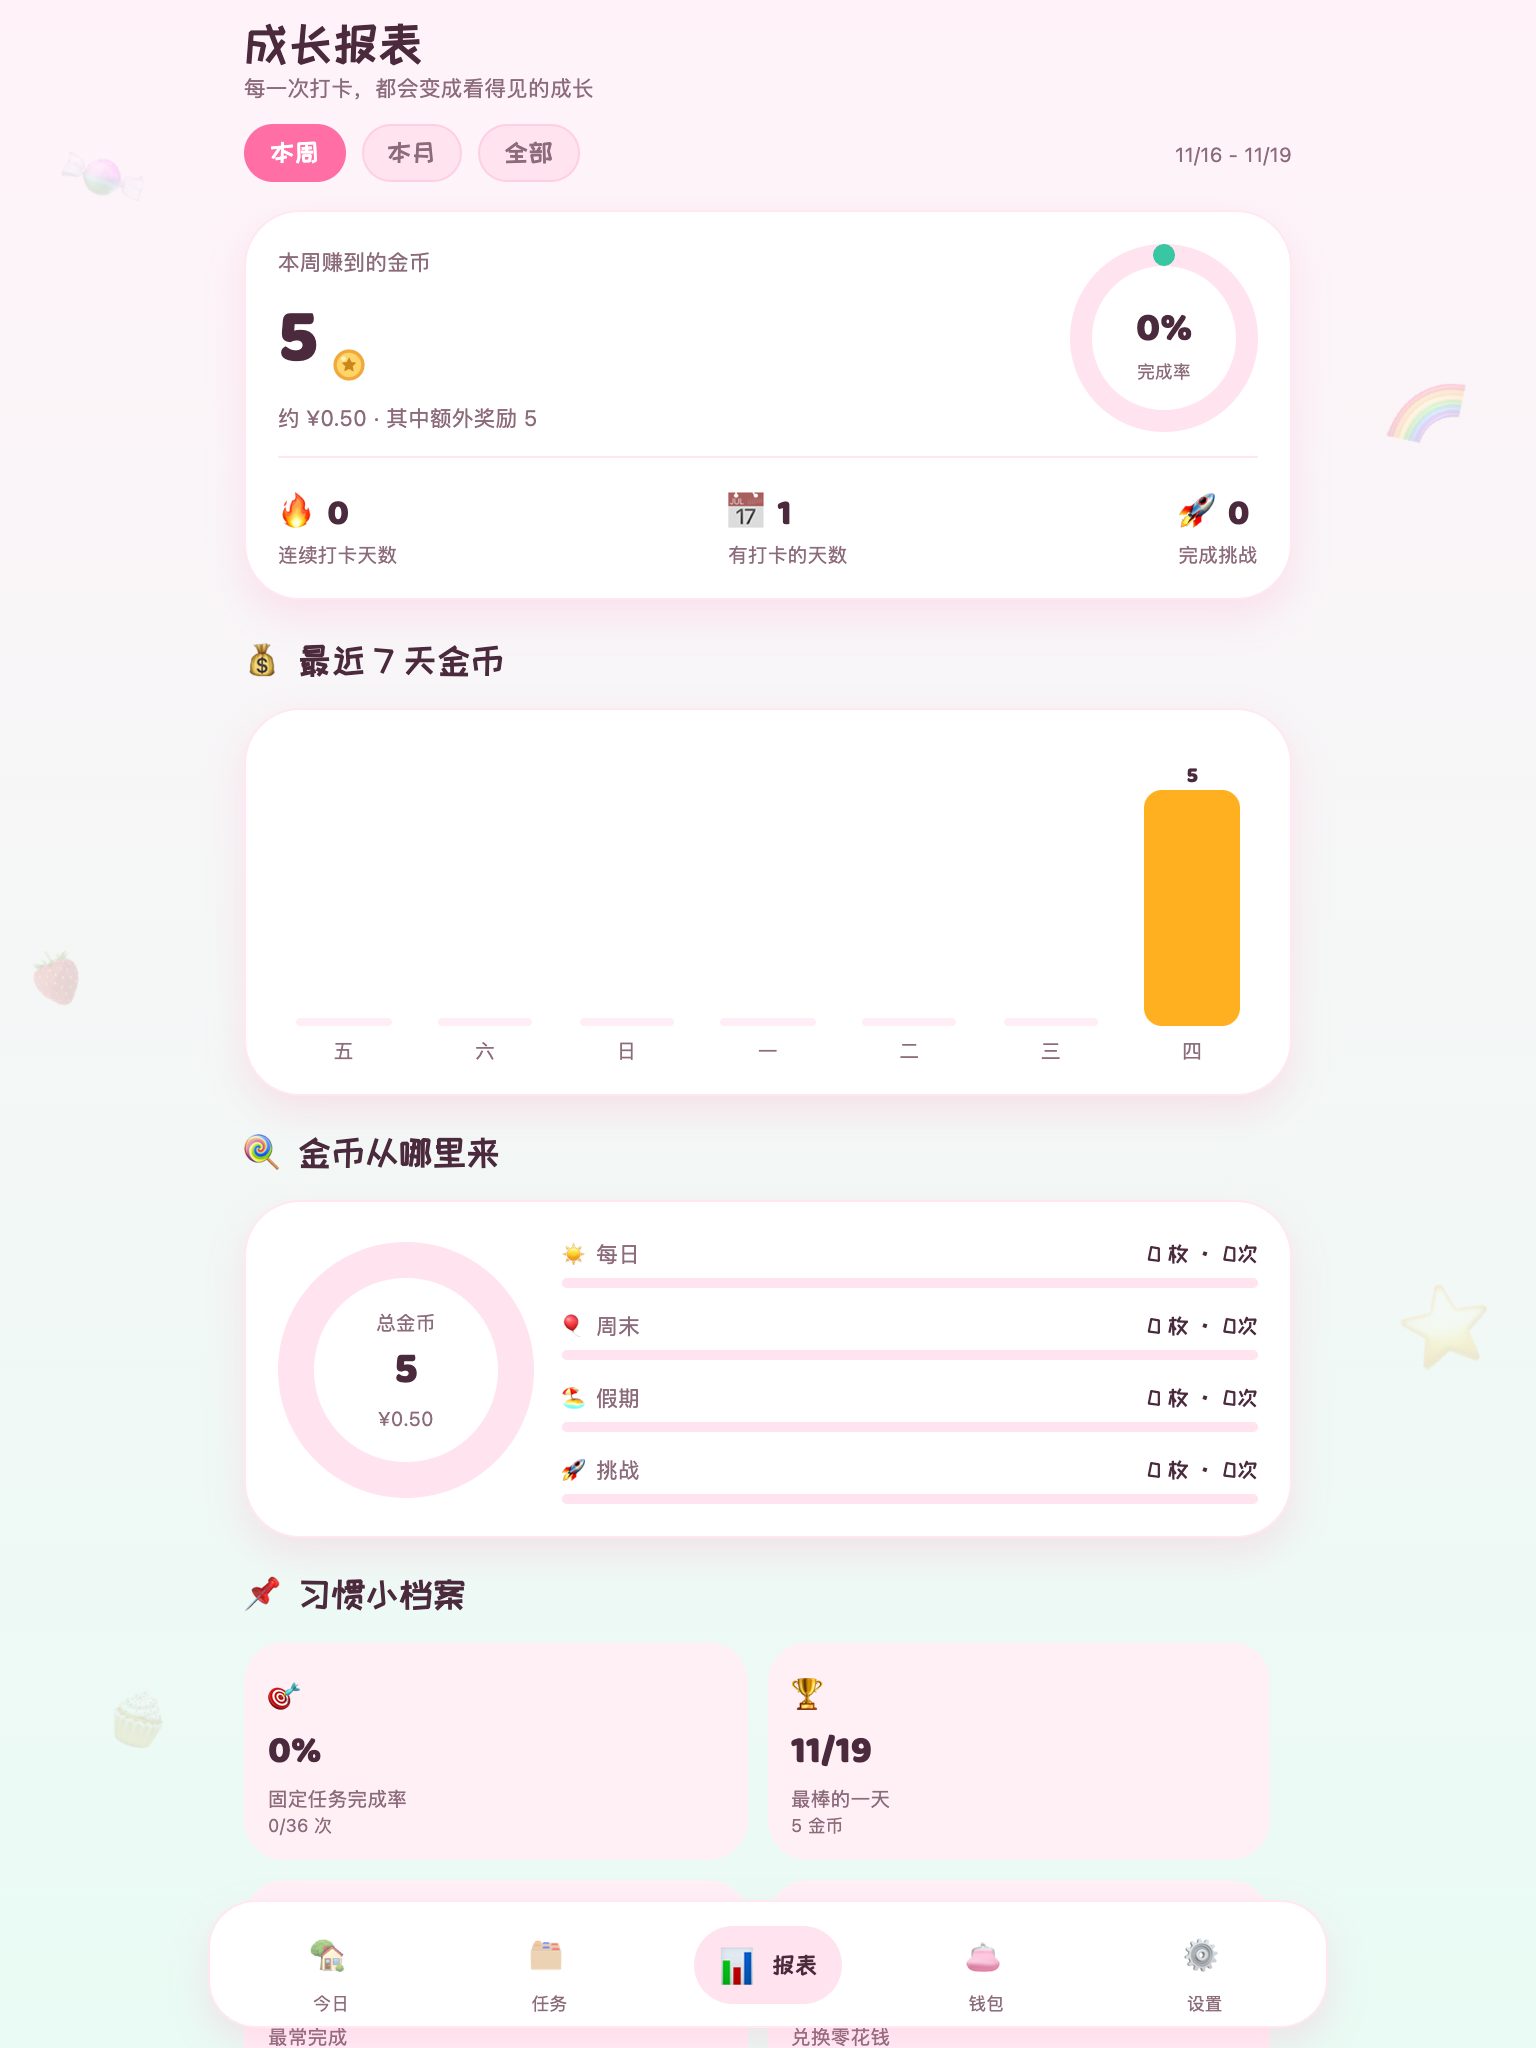 成长报表
每一次打卡，都会变成看得见的成长
本周 本月 全部 11/16 - 11/19
本周赚到的金币
5
0%
完成率
约 ¥0.50 · 其中额外奖励 5
0
连续打卡天数
JUL 17 1
有打卡的天数
0
完成挑战
最近 7 天金币
5
五 六 日 一 二 三 四
金币从哪里来
总金币
5
¥0.50
每日 0 枚 · 0次
周末 0 枚 · 0次
假期 0 枚 · 0次
挑战 0 枚 · 0次
习惯小档案
0%
固定任务完成率
0/36 次
11/19
最棒的一天
5 金币
今日 任务 报表 钱包 设置
最常完成 兑换零花钱